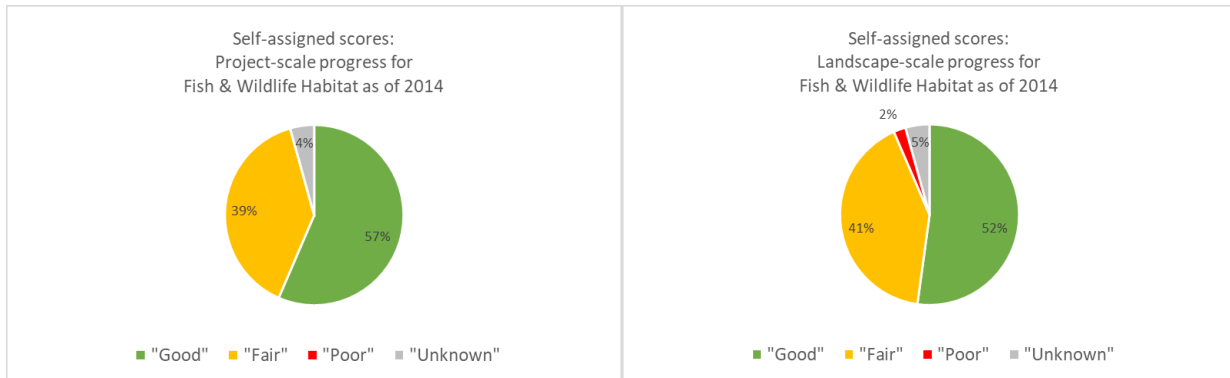 Self-assigned scores:
Project-scale progress for
Fish & Wildlife Habitat as of 2014
4%
39%
57%
"Good" "Fair" "Poor" "Unknown"
Self-assigned scores:
Landscape-scale progress for
Fish & Wildlife Habitat as of 2014
2%
5%
41%
52%
"Good" "Fair" "Poor" "Unknown"